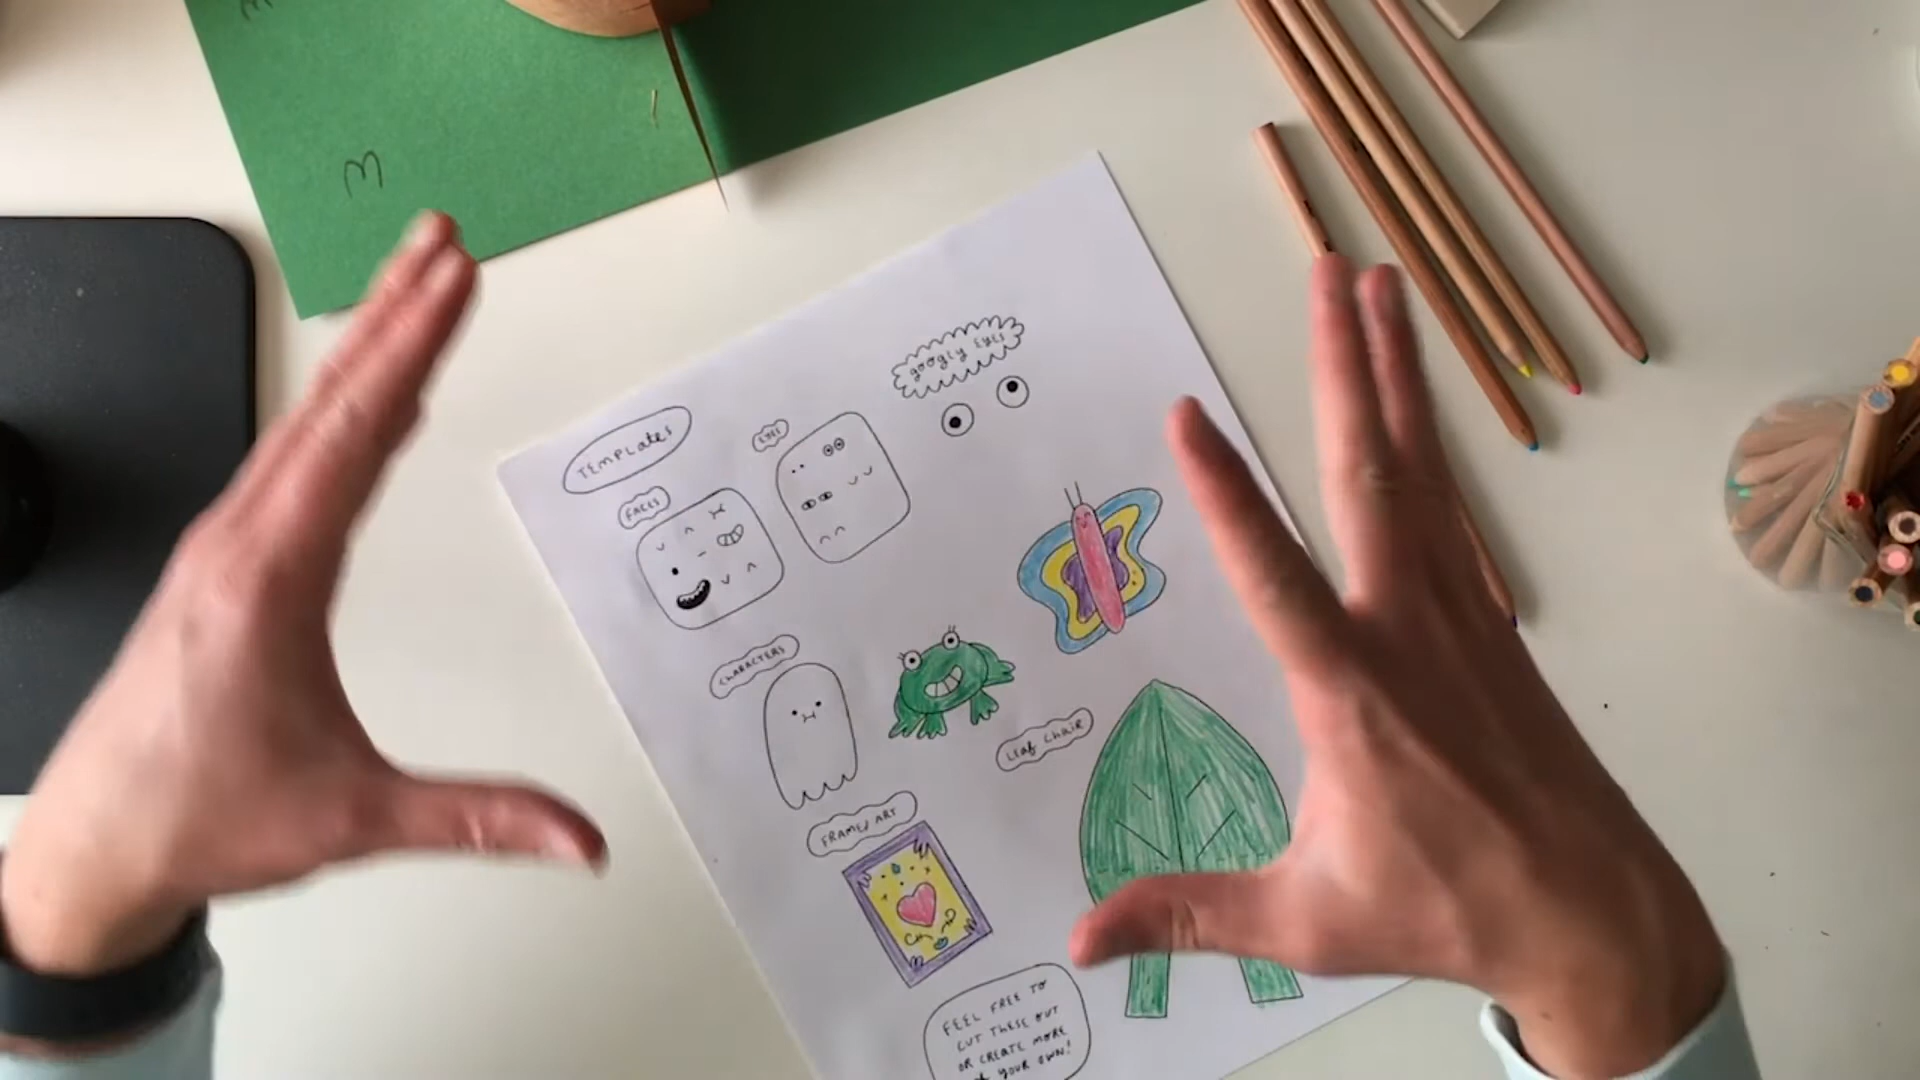 TEMPLATES
googly EYES
EYES
FACES
CHARACTERS
LEAf CHAIR
FRAME/ART
FEEL FREE TO
CUT THESE OUT
OR CREATE MORE
YOUR OWN!